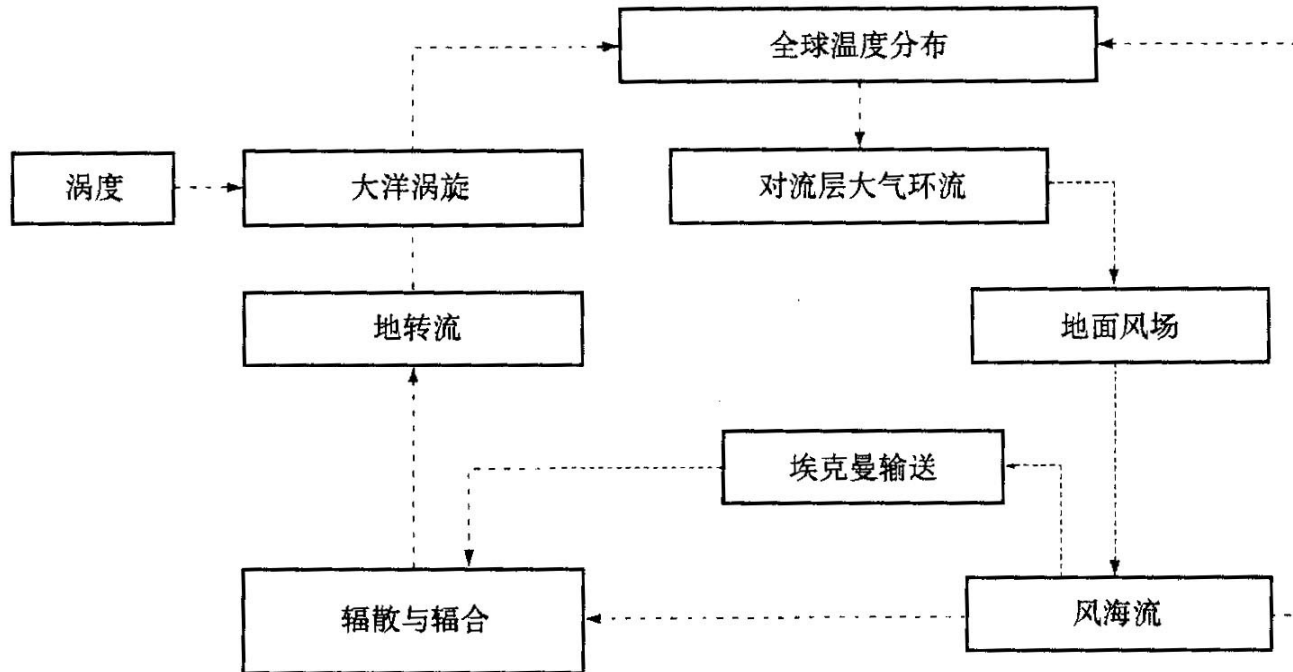 全球温度分布
涡度
大洋涡旋
对流层大气环流
地转流
地面风场
埃克曼输送
辐散与辐合
风海流